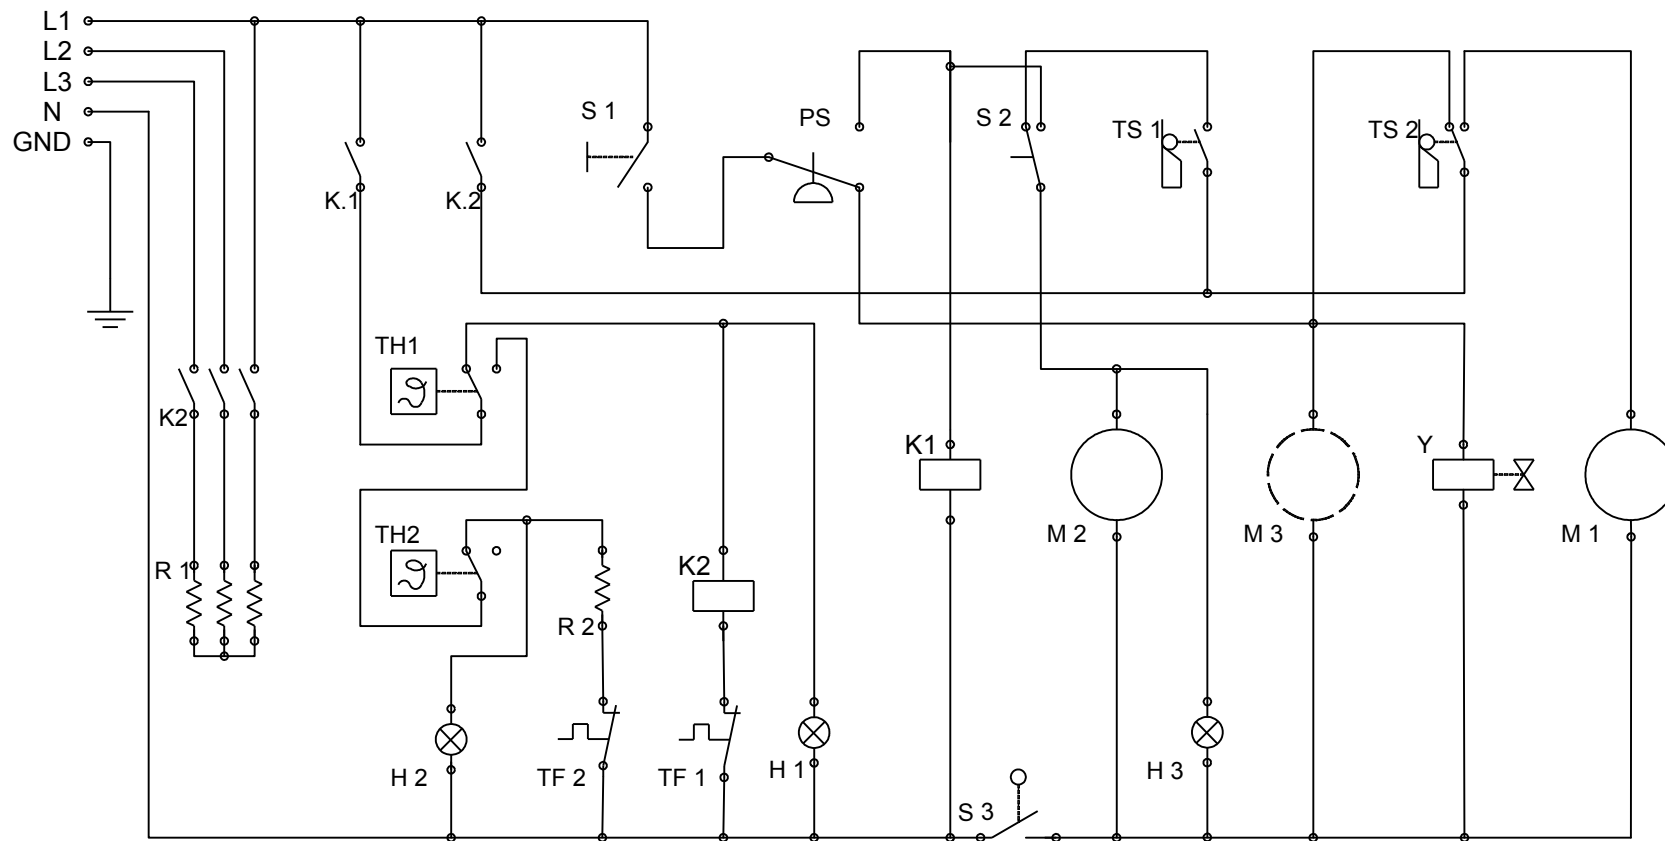 L1
L2
L3
N
GND
S 1
PS
S 2
TS 1
TS 2
K.1
K.2
TH1
K2
K1
Y
TH2
M 2
M 3
M 1
R 1
K2
R 2
H 2
TF 2
TF 1
H 1
H 3
S 3